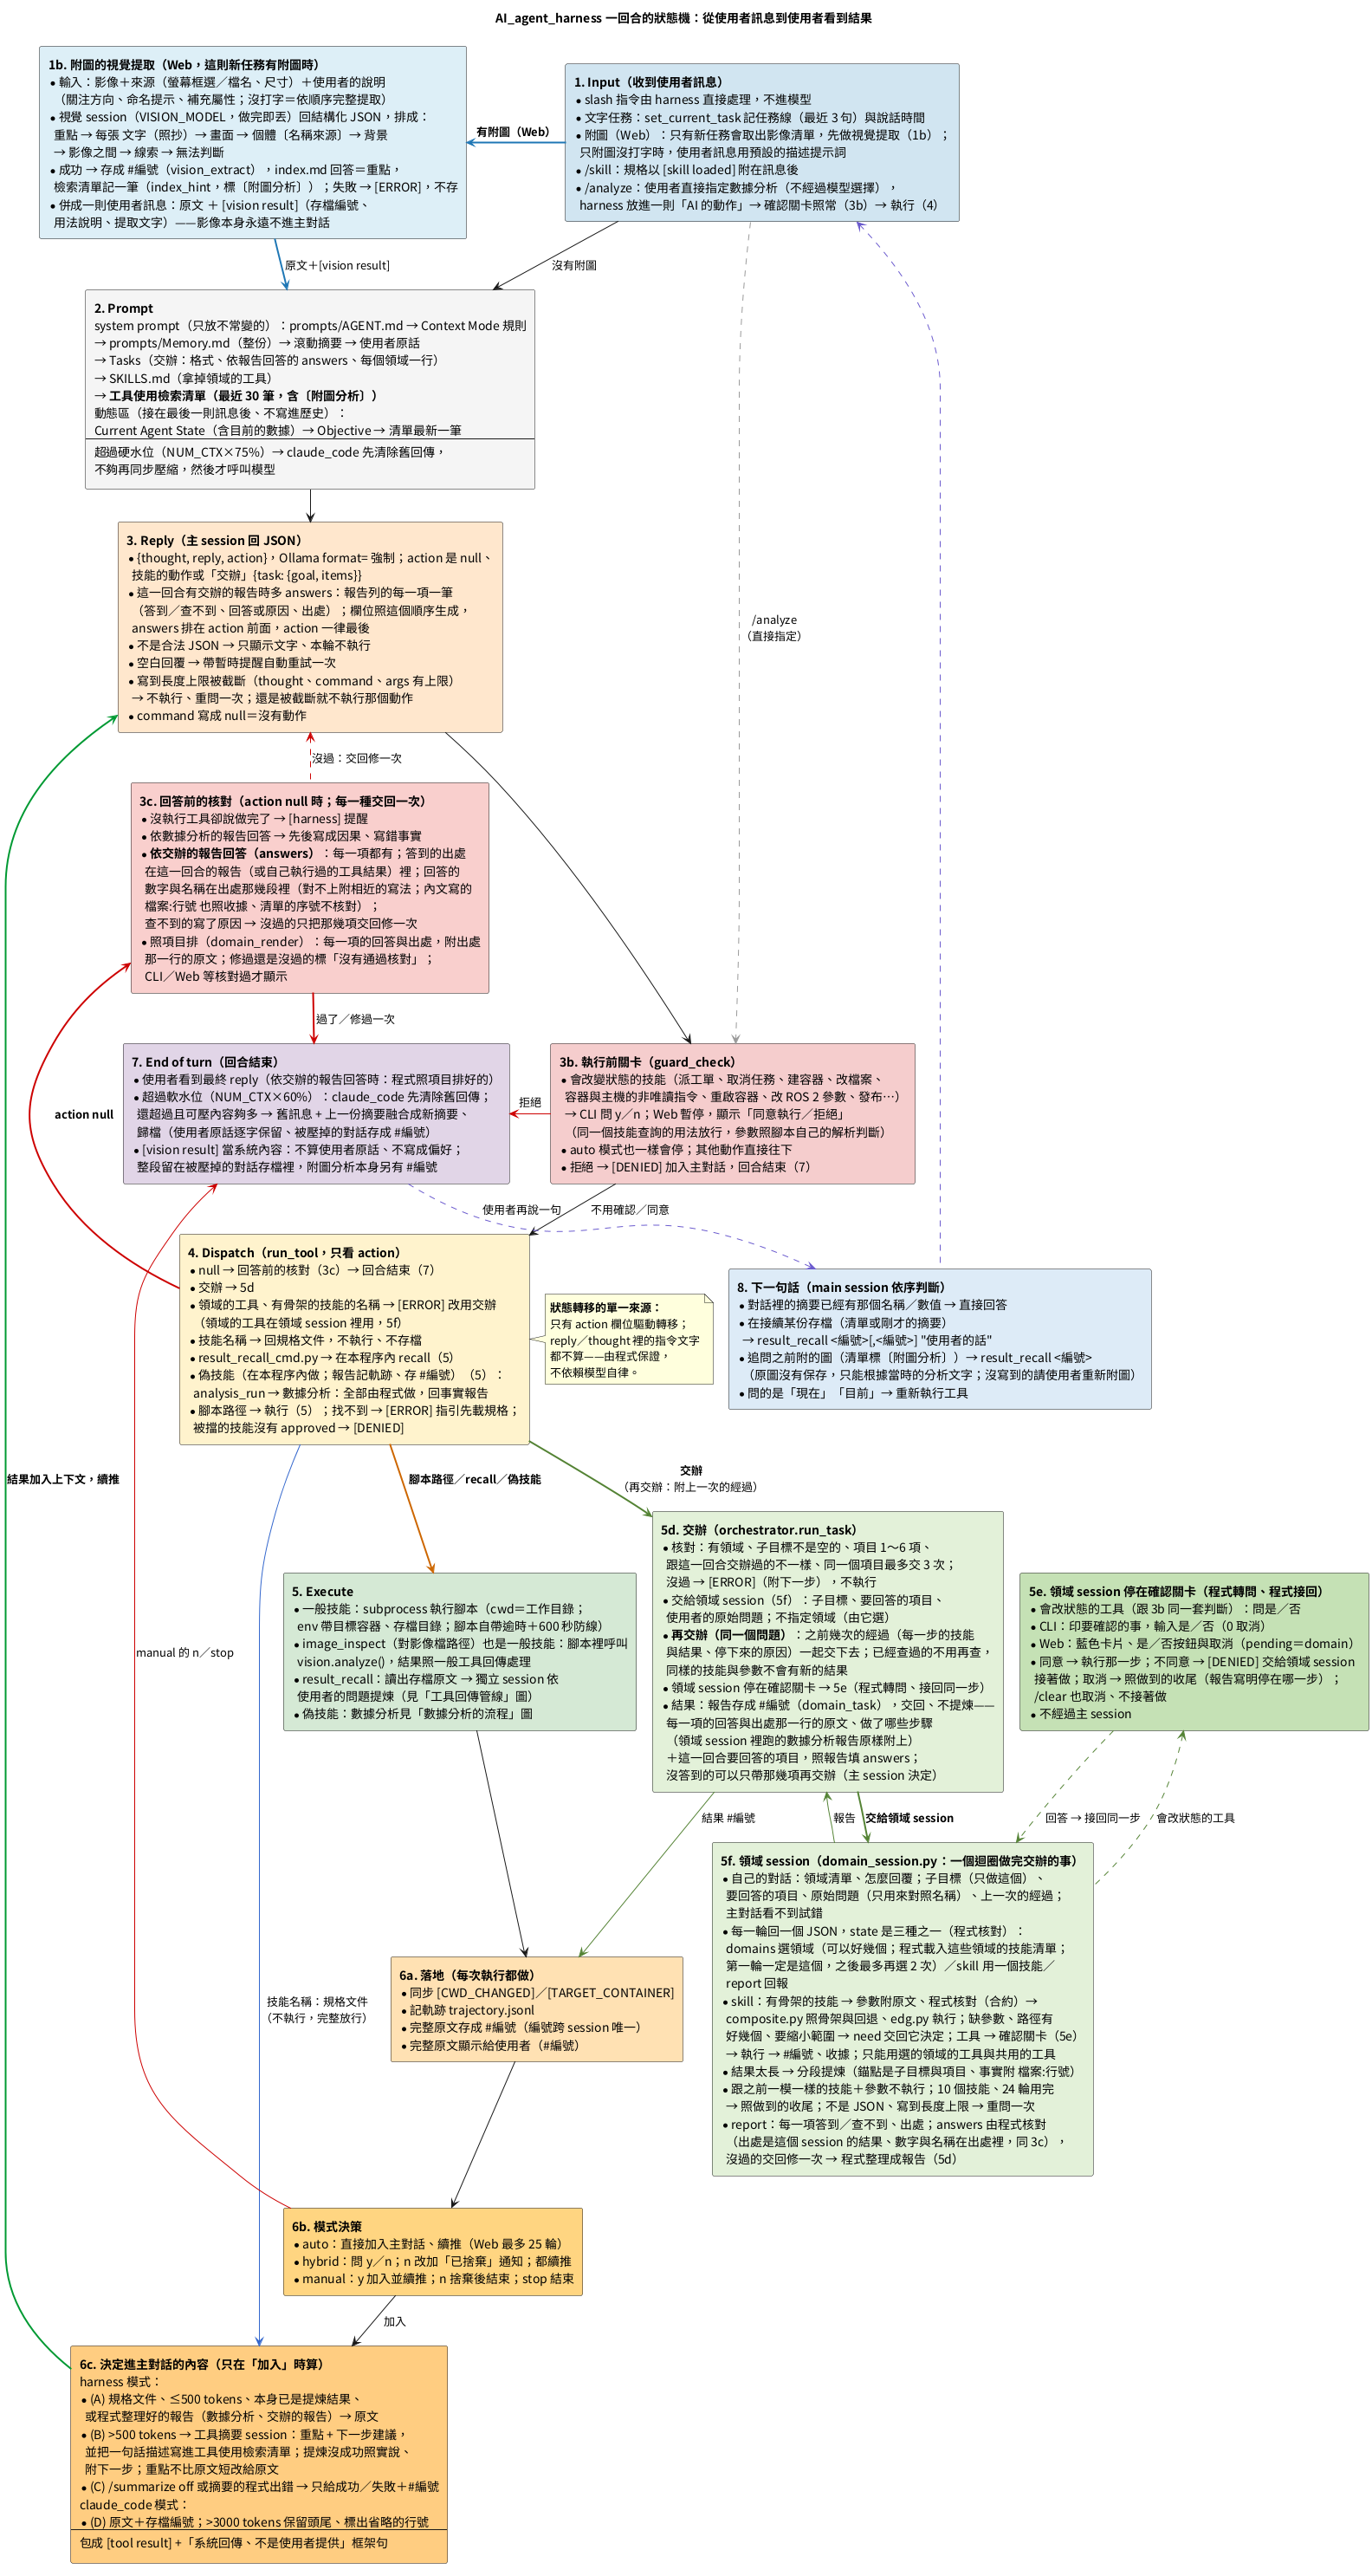 AI_agent_harness 一回合的狀態機：從使用者訊息到使用者看到結果
1b. 附圖的視覺提取（Web，這則新任務有附圖時）
• 輸入：影像＋來源（螢幕框選／檔名、尺寸）＋使用者的說明
（關注方向、命名提示、補充屬性；沒打字＝依順序完整提取）
• 視覺 session（VISION_MODEL，做完即丟）回結構化 JSON，排成：
重點 → 每張 文字（照抄）→ 畫面 → 個體〔名稱來源〕→ 背景
→ 影像之間 → 線索 → 無法判斷
• 成功 → 存成 #編號（vision_extract），index.md 回答＝重點，
檢索清單記一筆（index_hint，標〔附圖分析〕）；失敗 → [ERROR]，不存
• 併成一則使用者訊息：原文 ＋ [vision result]（存檔編號、
用法說明、提取文字）——影像本身永遠不進主對話
有附圖（Web）
1. Input（收到使用者訊息）
• slash 指令由 harness 直接處理，不進模型
• 文字任務：set_current_task 記任務線（最近 3 句）與說話時間
• 附圖（Web）：只有新任務會取出影像清單，先做視覺提取（1b）；
只附圖沒打字時，使用者訊息用預設的描述提示詞
• /skill：規格以 [skill loaded] 附在訊息後
• /analyze：使用者直接指定數據分析（不經過模型選擇），
harness 放進一則「AI 的動作」→ 確認關卡照常（3b）→ 執行（4）
原文＋[vision result]
沒有附圖
2. Prompt
system prompt（只放不常變的）：prompts/AGENT.md → Context Mode 規則
→ prompts/Memory.md（整份）→ 滾動摘要 → 使用者原話
→ Tasks（交辦：格式、依報告回答的 answers、每個領域一行）
→ SKILLS.md（拿掉領域的工具）
→ 工具使用檢索清單（最近 30 筆，含〔附圖分析〕）
動態區（接在最後一則訊息後、不寫進歷史）：
Current Agent State（含目前的數據）→ Objective → 清單最新一筆
超過硬水位（NUM_CTX×75%）→ claude_code 先清除舊回傳，
不夠再同步壓縮，然後才呼叫模型
3. Reply（主 session 回 JSON）
• {thought, reply, action}，Ollama format= 強制；action 是 null、
技能的動作或「交辦」{task: {goal, items}}
• 這一回合有交辦的報告時多 answers：報告列的每一項一筆
（答到／查不到、回答或原因、出處）；欄位照這個順序生成，
answers 排在 action 前面，action 一律最後
• 不是合法 JSON → 只顯示文字、本輪不執行
• 空白回覆 → 帶暫時提醒自動重試一次
• 寫到長度上限被截斷（thought、command、args 有上限）
→ 不執行、重問一次；還是被截斷就不執行那個動作
• command 寫成 null＝沒有動作
/analyze
（直接指定）
沒過：交回修一次
3c. 回答前的核對（action null 時；每一種交回一次）
• 沒執行工具卻說做完了 → [harness] 提醒
• 依數據分析的報告回答 → 先後寫成因果、寫錯事實
• 依交辦的報告回答（answers）：每一項都有；答到的出處
在這一回合的報告（或自己執行過的工具結果）裡；回答的
數字與名稱在出處那幾段裡（對不上附相近的寫法；內文寫的
檔案:行號 也照收據、清單的序號不核對）；
查不到的寫了原因 → 沒過的只把那幾項交回修一次
• 照項目排（domain_render）：每一項的回答與出處，附出處
那一行的原文；修過還是沒過的標「沒有通過核對」；
CLI／Web 等核對過才顯示
過了／修過一次
7. End of turn（回合結束）
• 使用者看到最終 reply（依交辦的報告回答時：程式照項目排好的）
• 超過軟水位（NUM_CTX×60%）：claude_code 先清除舊回傳；
還超過且可壓內容夠多 → 舊訊息 + 上一份摘要融合成新摘要、
歸檔（使用者原話逐字保留、被壓掉的對話存成 #編號）
• [vision result] 當系統內容：不算使用者原話、不寫成偏好；
整段留在被壓掉的對話存檔裡，附圖分析本身另有 #編號
拒絕
3b. 執行前關卡（guard_check）
• 會改變狀態的技能（派工單、取消任務、建容器、改檔案、
容器與主機的非唯讀指令、重啟容器、改 ROS 2 參數、發布…）
→ CLI 問 y／n；Web 暫停，顯示「同意執行／拒絕」
（同一個技能查詢的用法放行，參數照腳本自己的解析判斷）
• auto 模式也一樣會停；其他動作直接往下
• 拒絕 → [DENIED] 加入主對話，回合結束（7）
action null
使用者再說一句
不用確認／同意
4. Dispatch（run_tool，只看 action）
• null → 回答前的核對（3c）→ 回合結束（7）
• 交辦 → 5d
• 領域的工具、有骨架的技能的名稱 → [ERROR] 改用交辦
（領域的工具在領域 session 裡用，5f）
• 技能名稱 → 回規格文件，不執行、不存檔
• result_recall_cmd.py → 在本程序內 recall（5）
• 偽技能（在本程序做；報告記軌跡、存 #編號）（5）：
analysis_run → 數據分析：全部由程式做，回事實報告
• 腳本路徑 → 執行（5）；找不到 → [ERROR] 指引先載規格；
被擋的技能沒有 approved → [DENIED]
狀態轉移的單一來源：
只有 action 欄位驅動轉移；
reply／thought 裡的指令文字
都不算——由程式保證，
不依賴模型自律。
8. 下一句話（main session 依序判斷）
• 對話裡的摘要已經有那個名稱／數值 → 直接回答
• 在接續某份存檔（清單或剛才的摘要）
→ result_recall <編號>[,<編號>] "使用者的話"
• 追問之前附的圖（清單標〔附圖分析〕）→ result_recall <編號>
（原圖沒有保存，只能根據當時的分析文字；沒寫到的請使用者重新附圖）
• 問的是「現在」「目前」→ 重新執行工具
結果加入上下文，續推
腳本路徑／recall／偽技能
交辦
（再交辦：附上一次的經過）
5. Execute
• 一般技能：subprocess 執行腳本（cwd＝工作目錄；
env 帶目標容器、存檔目錄；腳本自帶逾時＋600 秒防線）
• image_inspect（對影像檔路徑）也是一般技能：腳本裡呼叫
vision.analyze()，結果照一般工具回傳處理
• result_recall：讀出存檔原文 → 獨立 session 依
使用者的問題提煉（見「工具回傳管線」圖）
• 偽技能：數據分析見「數據分析的流程」圖
5d. 交辦（orchestrator.run_task）
• 核對：有領域、子目標不是空的、項目 1～6 項、
跟這一回合交辦過的不一樣、同一個項目最多交 3 次；
沒過 → [ERROR]（附下一步），不執行
• 交給領域 session（5f）：子目標、要回答的項目、
使用者的原始問題；不指定領域（由它選）
• 再交辦（同一個問題）：之前幾次的經過（每一步的技能
與結果、停下來的原因）一起交下去；已經查過的不用再查，
同樣的技能與參數不會有新的結果
• 領域 session 停在確認關卡 → 5e（程式轉問、接回同一步）
• 結果：報告存成 #編號（domain_task），交回、不提煉——
每一項的回答與出處那一行的原文、做了哪些步驟
（領域 session 裡跑的數據分析報告原樣附上）
＋這一回合要回答的項目，照報告填 answers；
沒答到的可以只帶那幾項再交辦（主 session 決定）
5e. 領域 session 停在確認關卡（程式轉問、程式接回）
• 會改狀態的工具（跟 3b 同一套判斷）：問是／否
• CLI：印要確認的事，輸入是／否（0 取消）
• Web：藍色卡片、是／否按鈕與取消（pending＝domain）
• 同意 → 執行那一步；不同意 → [DENIED] 交給領域 session
接著做；取消 → 照做到的收尾（報告寫明停在哪一步）；
/clear 也取消、不接著做
• 不經過主 session
manual 的 n／stop
結果 #編號
報告
交給領域 session
回答 → 接回同一步
會改狀態的工具
5f. 領域 session（domain_session.py：一個迴圈做完交辦的事）
• 自己的對話：領域清單、怎麼回覆；子目標（只做這個）、
要回答的項目、原始問題（只用來對照名稱）、上一次的經過；
主對話看不到試錯
• 每一輪回一個 JSON，state 是三種之一（程式核對）：
domains 選領域（可以好幾個；程式載入這些領域的技能清單；
第一輪一定是這個，之後最多再選 2 次）／skill 用一個技能／
report 回報
• skill：有骨架的技能 → 參數附原文、程式核對（合約）→
composite.py 照骨架與回退、edg.py 執行；缺參數、路徑有
好幾個、要縮小範圍 → need 交回它決定；工具 → 確認關卡（5e）
→ 執行 → #編號、收據；只能用選的領域的工具與共用的工具
• 結果太長 → 分段提煉（錨點是子目標與項目、事實附 檔案:行號）
• 跟之前一模一樣的技能＋參數不執行；10 個技能、24 輪用完
→ 照做到的收尾；不是 JSON、寫到長度上限 → 重問一次
• report：每一項答到／查不到、出處；answers 由程式核對
（出處是這個 session 的結果、數字與名稱在出處裡，同 3c），
沒過的交回修一次 → 程式整理成報告（5d）
6a. 落地（每次執行都做）
• 同步 [CWD_CHANGED]／[TARGET_CONTAINER]
• 記軌跡 trajectory.jsonl
• 完整原文存成 #編號（編號跨 session 唯一）
• 完整原文顯示給使用者（#編號）
技能名稱：規格文件
（不執行，完整放行）
6b. 模式決策
• auto：直接加入主對話、續推（Web 最多 25 輪）
• hybrid：問 y／n；n 改加「已捨棄」通知；都續推
• manual：y 加入並續推；n 捨棄後結束；stop 結束
加入
6c. 決定進主對話的內容（只在「加入」時算）
harness 模式：
• (A) 規格文件、≤500 tokens、本身已是提煉結果、
或程式整理好的報告（數據分析、交辦的報告）→ 原文
• (B) >500 tokens → 工具摘要 session：重點 + 下一步建議，
並把一句話描述寫進工具使用檢索清單；提煉沒成功照實說、
附下一步；重點不比原文短改給原文
• (C) /summarize off 或摘要的程式出錯 → 只給成功／失敗＋#編號
claude_code 模式：
• (D) 原文＋存檔編號；>3000 tokens 保留頭尾、標出省略的行號
包成 [tool result] +「系統回傳、不是使用者提供」框架句